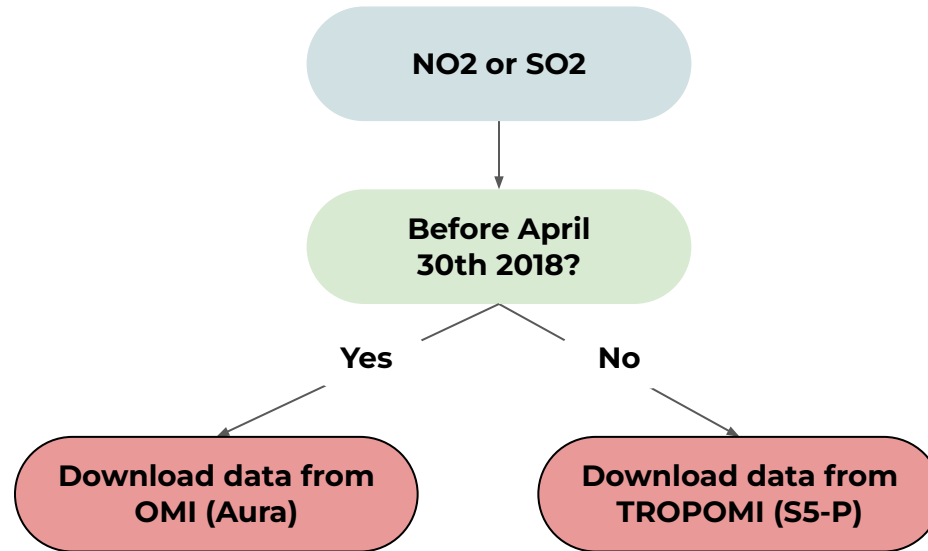 NO2 or SO2
Before April
30th 2018?
Yes
No
Download data from
OMI (Aura)
Download data from
TROPOMI (S5-P)